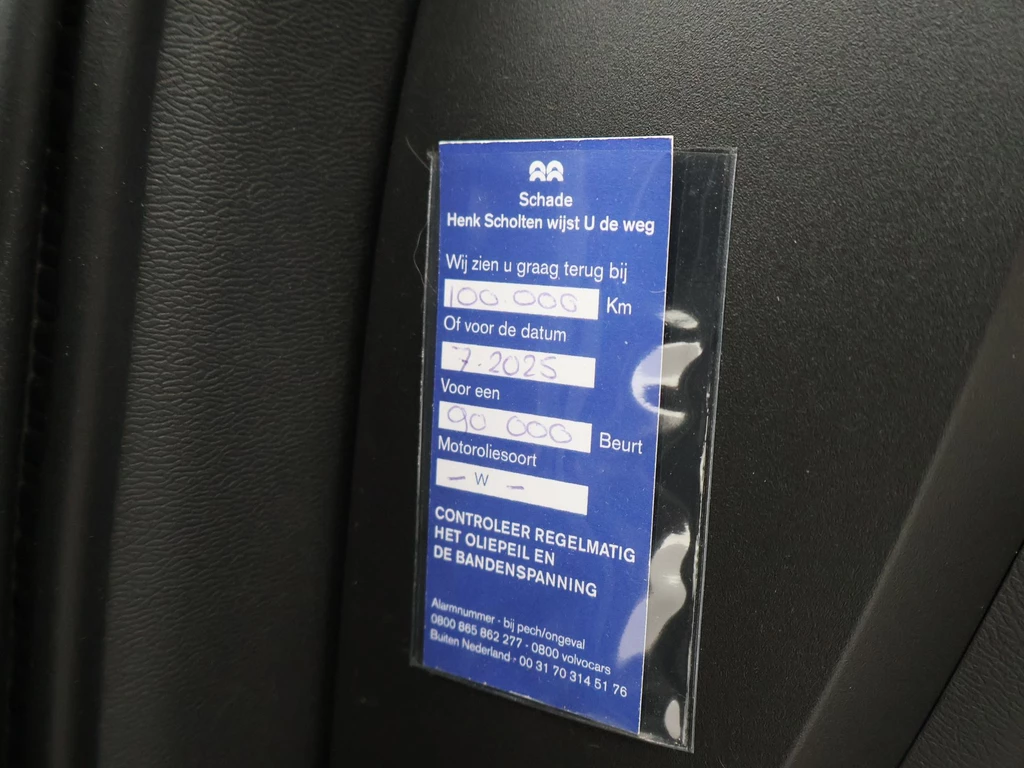 Schade
Henk Scholten wijst U de weg
Wij zien u graag terug bij
100.000 Km
Of voor de datum
7.2025
Voor een
90 000 Beurt
Motoroliesoort
– W –
CONTROLEER REGELMATIG
HET OLIEPEIL EN
DE BANDENSPANNING
Alarmnummer - bij pech/ongeval
0800 865 862 277 - 0800 volvocars
Buiten Nederland - 00 31 70 314 51 76